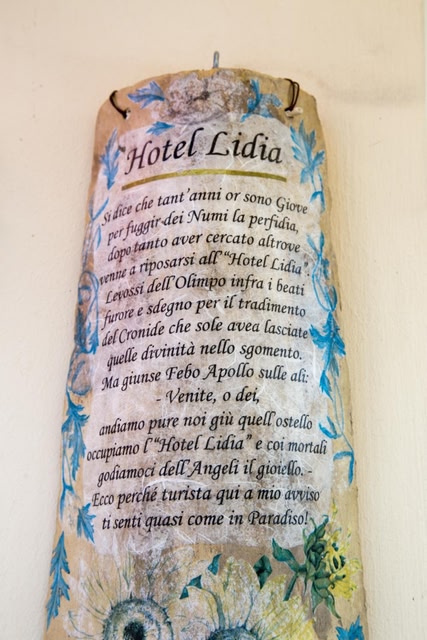 Hotel Lidia
Si dice che tant'anni or sono Giove
per fuggir dei Numi la perfidia,
dopo tanto aver cercato altrove
venne a riposarsi all'"Hotel Lidia"
Levossi dell'Olimpo infra i beati
furore e sdegno per il tradimento
del Cronide che sole avea lasciate
quelle divinità nello sgomento.
Ma giunse Febo Apollo sulle ali:
- Venite, o dei,
andiamo pure noi giù quell'ostello
occupiamo l'"Hotel Lidia" e coi mortali
godiamoci dell'Angeli il gioiello. -
Ecco perché turista qui a mio avviso
ti senti quasi come in Paradiso!